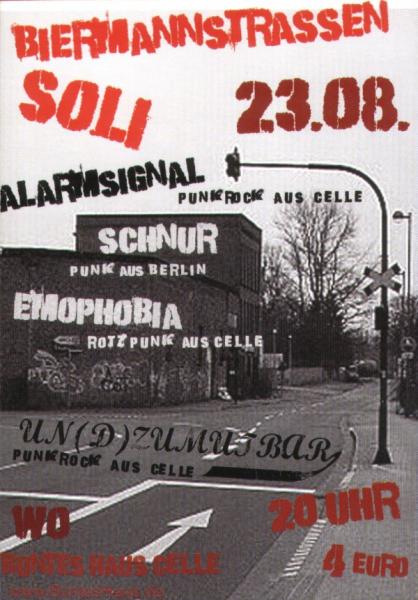 BIERMANNSTRASSEN
SOLI
23.08.
ALARMSIGNAL
PUNKROCK AUS CELLE
SCHNUR
PUNK AUS BERLIN
EMOPHOBIA
ROTZPUNK AUS CELLE
UN(D)ZUMUTBAR
PUNKROCK AUS CELLE
WO
20 UHR
BUNTES HAUS CELLE
4 EURO